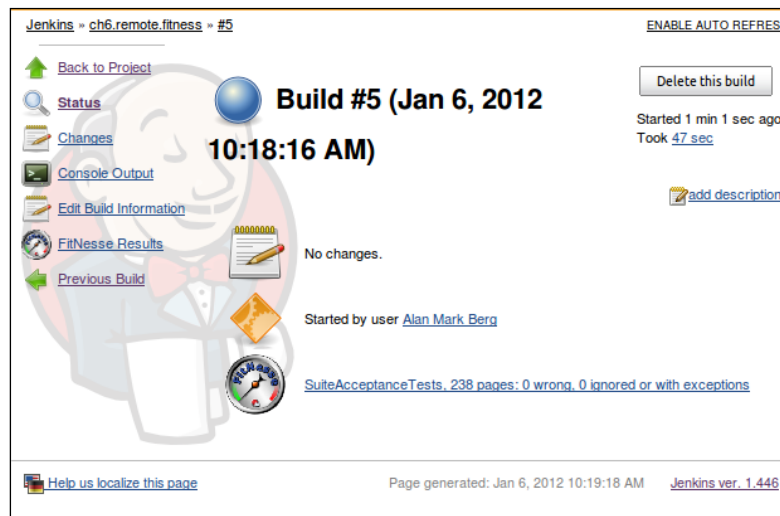 Jenkins » ch6.remote.fitness » #5
ENABLE AUTO REFRES
Back to Project
Status
Changes
Console Output
Edit Build Information
FitNesse Results
Previous Build
Build #5 (Jan 6, 2012
10:18:16 AM)
Delete this build
Started 1 min 1 sec ago
Took 47 sec
add description
No changes.
Started by user Alan Mark Berg
FitNesse
SuiteAcceptanceTests, 238 pages: 0 wrong, 0 ignored or with exceptions
Help us localize this page
Page generated: Jan 6, 2012 10:19:18 AM
Jenkins ver. 1.446